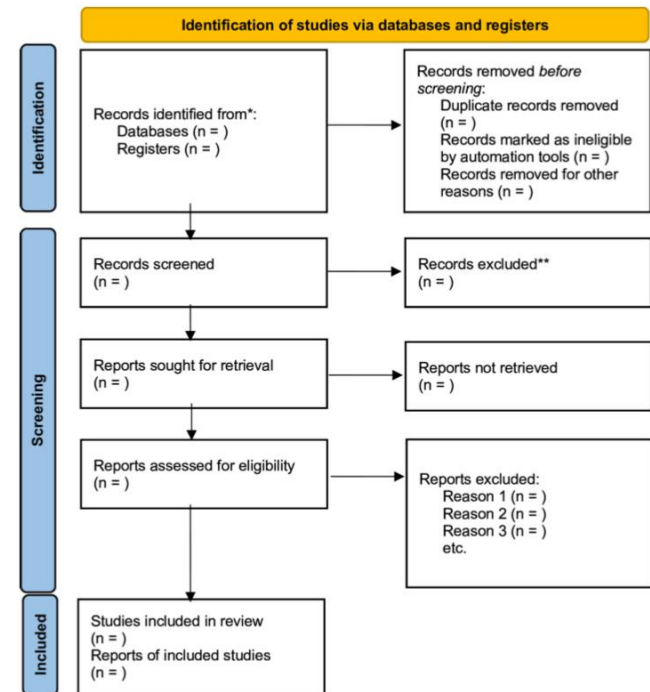 Identification of studies via databases and registers
Identification
Records identified from*:
Databases (n = )
Registers (n = )
Records removed before
screening:
Duplicate records removed
(n = )
Records marked as ineligible
by automation tools (n = )
Records removed for other
reasons (n = )
Screening
Records screened
(n = )
Records excluded**
(n = )
Reports sought for retrieval
(n = )
Reports not retrieved
(n = )
Reports assessed for eligibility
(n = )
Reports excluded:
Reason 1 (n = )
Reason 2 (n = )
Reason 3 (n = )
etc.
Included
Studies included in review
(n = )
Reports of included studies
(n = )